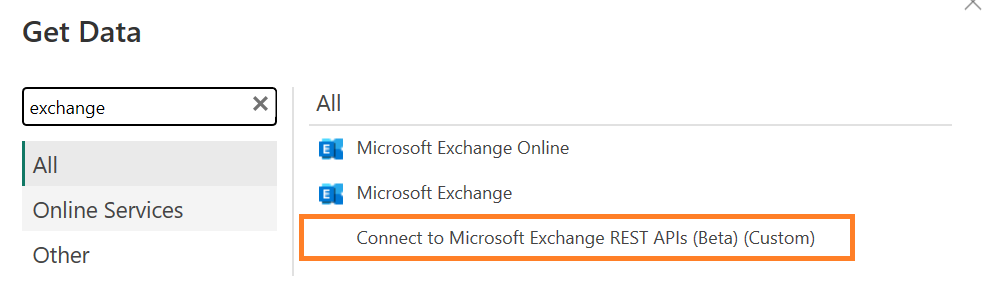 Get Data
exchange
All
Online Services
Other
All
Microsoft Exchange Online
Microsoft Exchange
Connect to Microsoft Exchange REST APIs (Beta) (Custom)